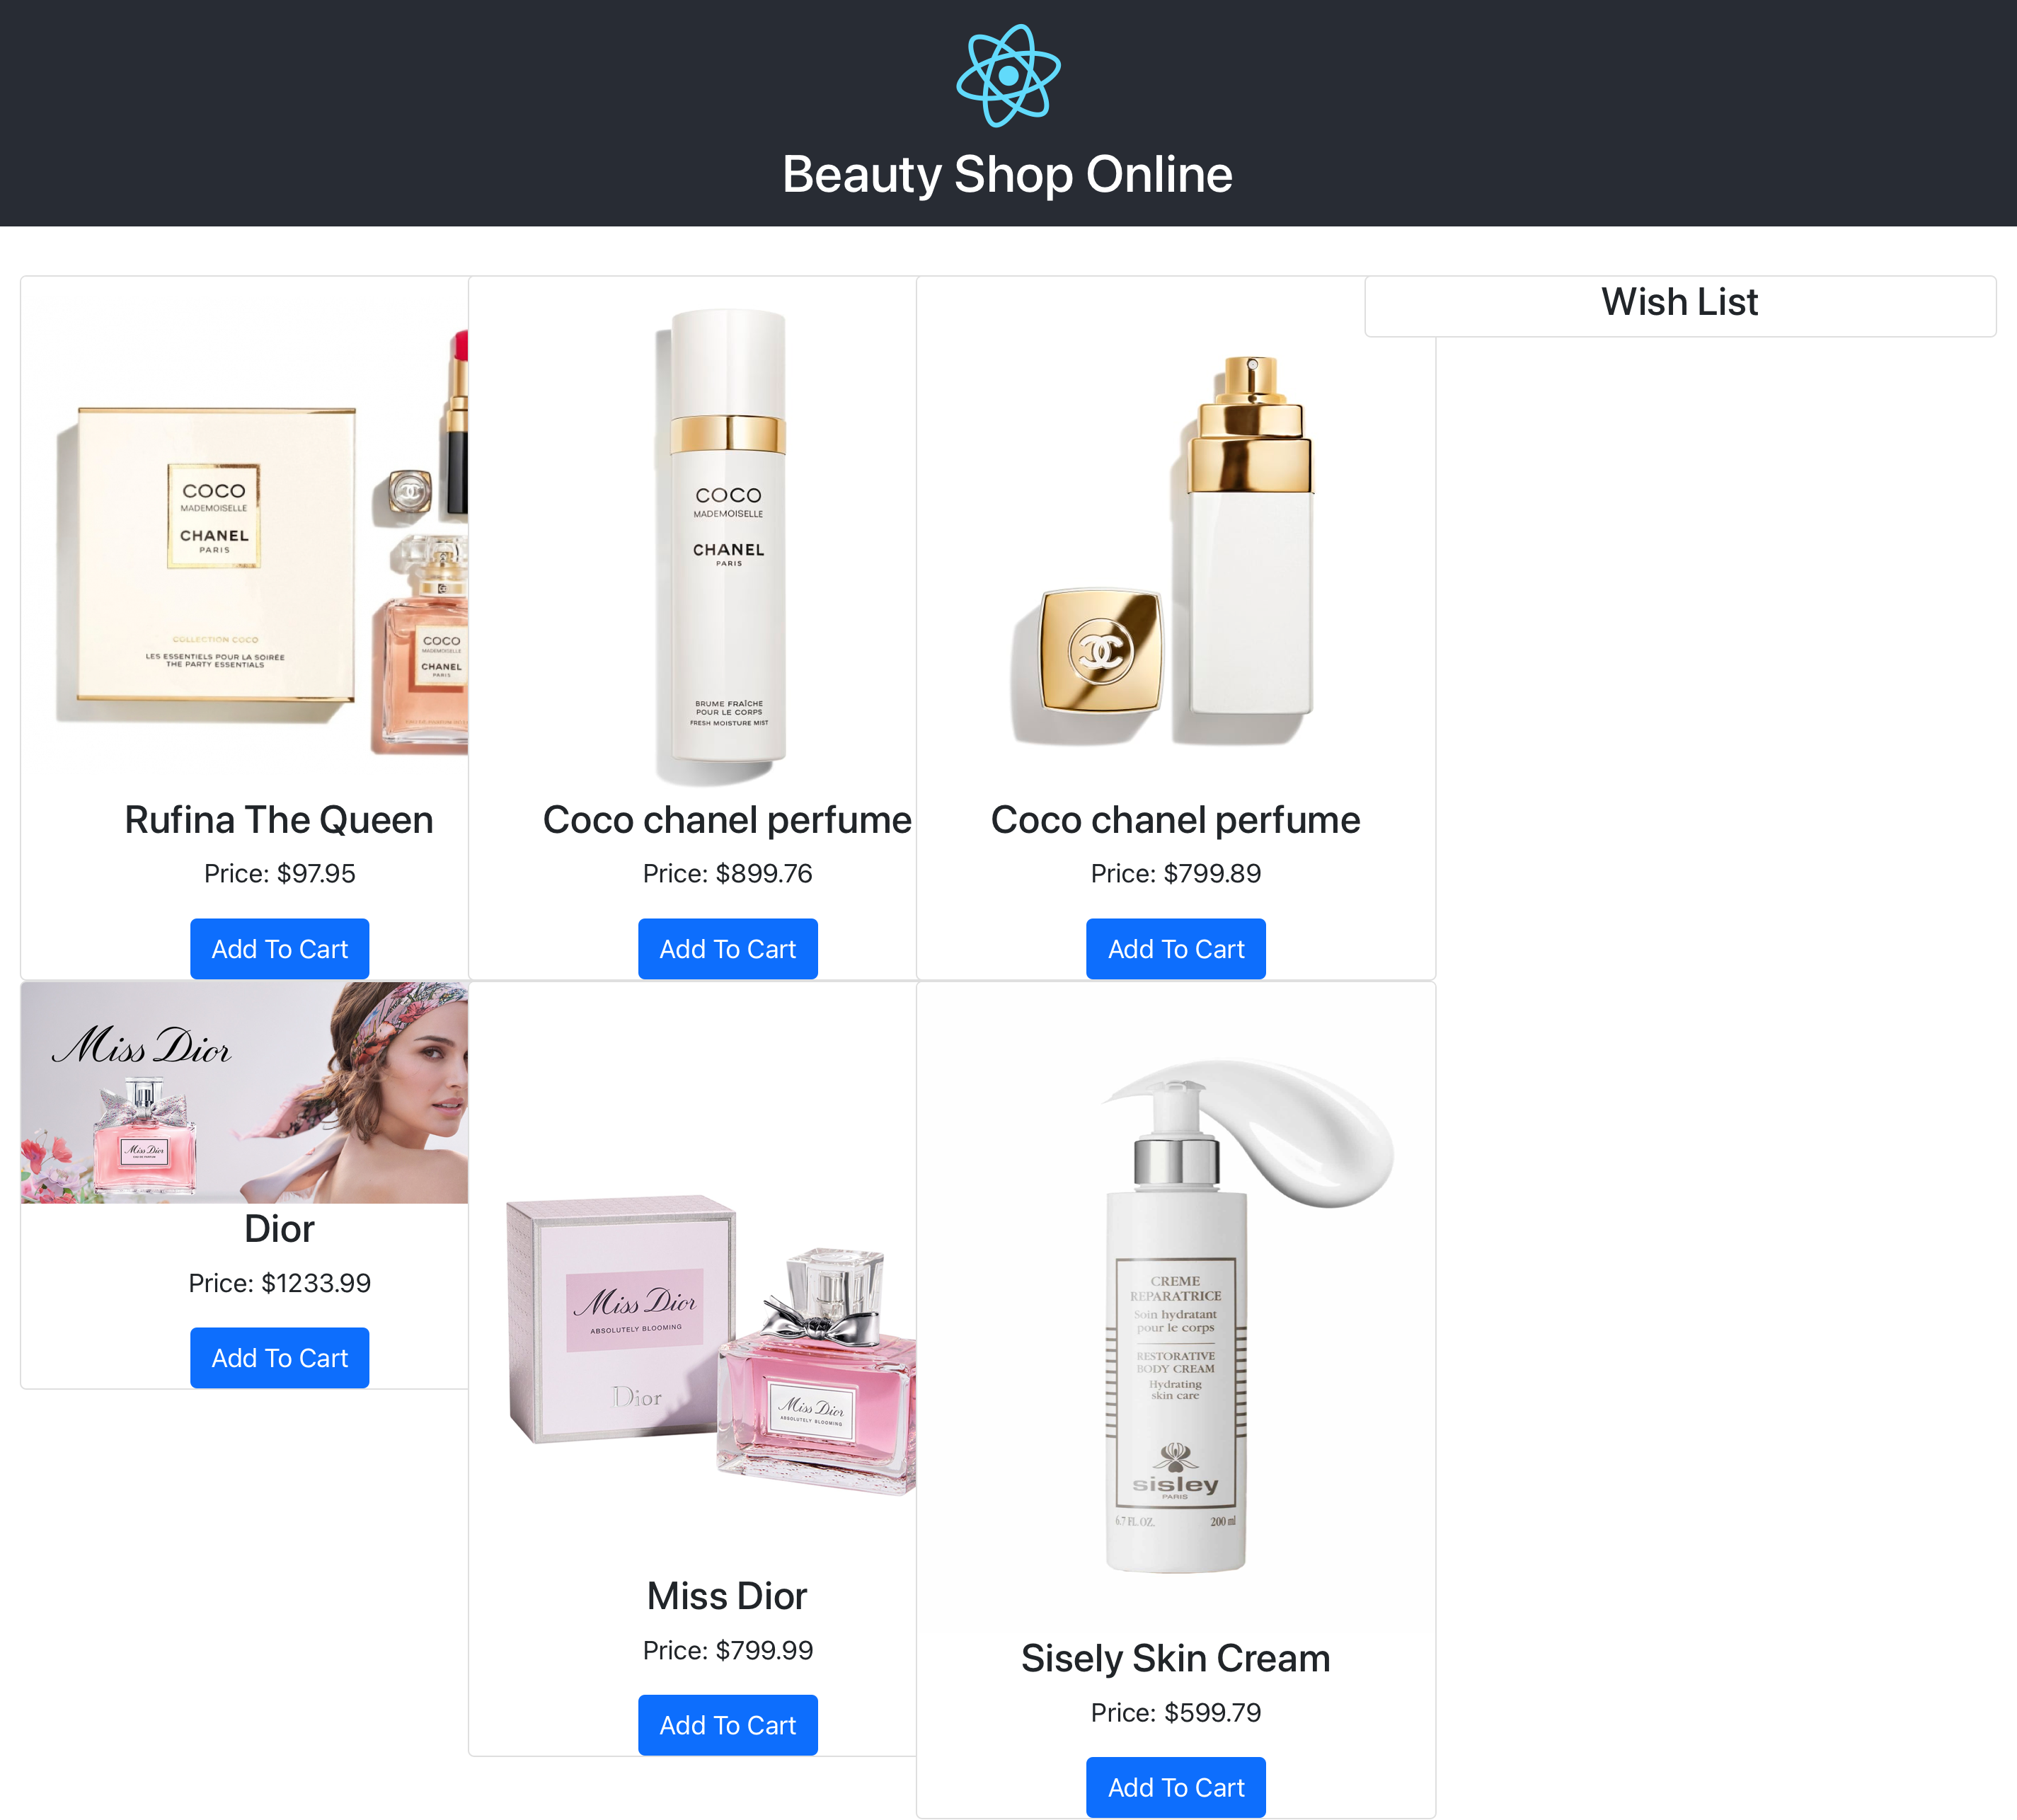 Beauty Shop Online
Wish List
COCO
MADEMOISELLE
CHANEL
PARIS
COLLECTION COCO
LES ESSENTIELS POUR LA SOIRÉE
THE PARTY ESSENTIALS
COCO
MADEMOISELLE
CHANEL
PARIS
COCO
MADEMOISELLE
CHANEL
PARIS
BRUME FRAÎCHE
POUR LE CORPS
FRESH MOISTURE MIST
Rufina The Queen
Price: $97.95
Add To Cart
Coco chanel perfume
Price: $899.76
Add To Cart
Coco chanel perfume
Price: $799.89
Add To Cart
Miss Dior
Miss Dior
Dior
Price: $1233.99
Add To Cart
Miss Dior
ABSOLUTELY BLOOMING
Dior
Miss Dior
ABSOLUTELY BLOOMING
Miss Dior
Price: $799.99
Add To Cart
CREME
REPARATRICE
Soin hydratant
pour le corps
RESTORATIVE
BODY CREAM
Hydrating
skin care
sisley
PARIS
6.7 FL. OZ. 200 ml
Sisely Skin Cream
Price: $599.79
Add To Cart